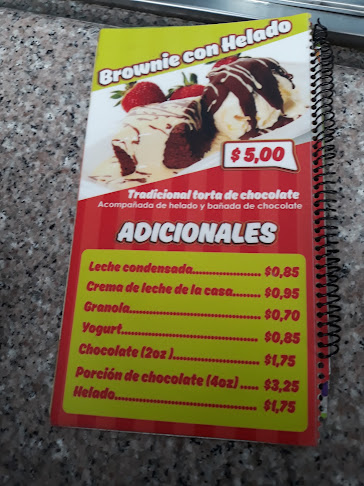 Brownie con Helado
$5,00
Tradicional torta de chocolate
Acompañada de helado y bañada de chocolate
ADICIONALES
Leche condensada..................... $0,85
Crema de leche de la casa........ $0,95
Granola........................................ $0,70
Yogurt.......................................... $0,85
Chocolate (2oz)......................... $1,75
Porción de chocolate (4oz) ..... $3,25
Helado.......................................... $1,75